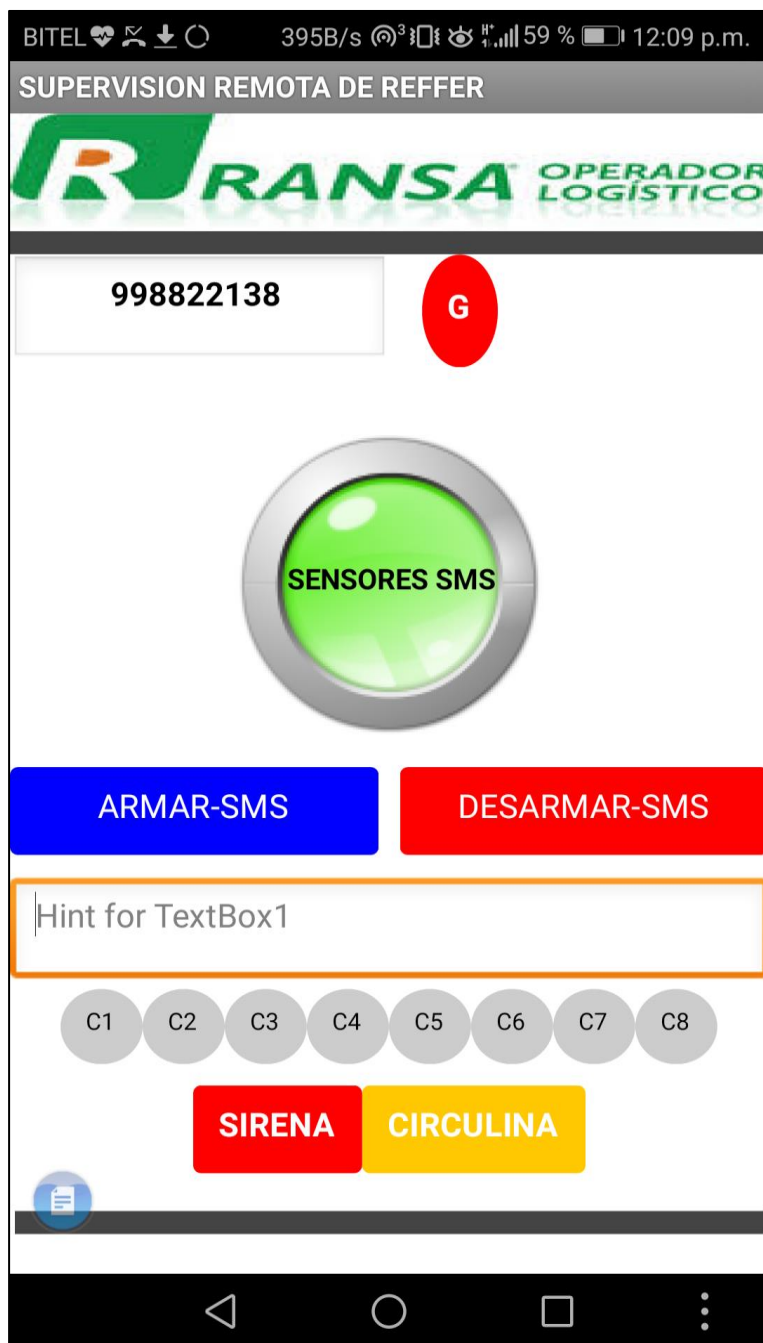 BITEL 395B/s 3 H+ 59 % 12:09 p.m.
SUPERVISION REMOTA DE REFFER
R RANSA OPERADOR
LOGÍSTICO
998822138 G
SENSORES SMS
ARMAR-SMS DESARMAR-SMS
Hint for TextBox1
C1 C2 C3 C4 C5 C6 C7 C8
SIRENA CIRCULINA